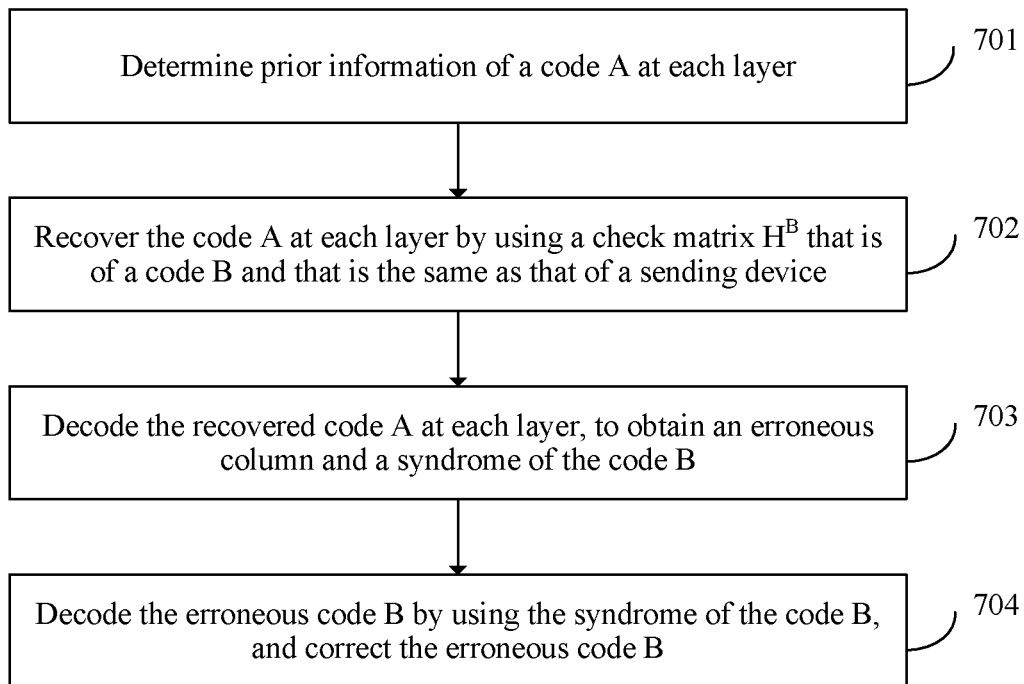 Determine prior information of a code A at each layer
701
Recover the code A at each layer by using a check matrix H^B that is
of a code B and that is the same as that of a sending device
702
Decode the recovered code A at each layer, to obtain an erroneous
column and a syndrome of the code B
703
Decode the erroneous code B by using the syndrome of the code B,
and correct the erroneous code B
704